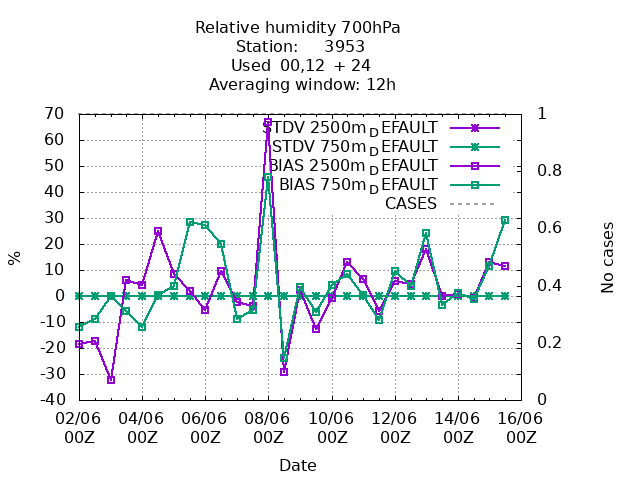 Relative humidity 700hPa
Station: 3953
Used 00,12 + 24
Averaging window: 12h
STDV 2500m_DEFAULT
STDV 750m_DEFAULT
BIAS 2500m_DEFAULT
BIAS 750m_DEFAULT
CASES
70
60
50
40
30
20
10
0
-10
-20
-30
-40
%
1
0.8
0.6
0.4
0.2
0
No cases
02/06 04/06 06/06 08/06 10/06 12/06 14/06 16/06
00Z 00Z 00Z 00Z 00Z 00Z 00Z 00Z
Date